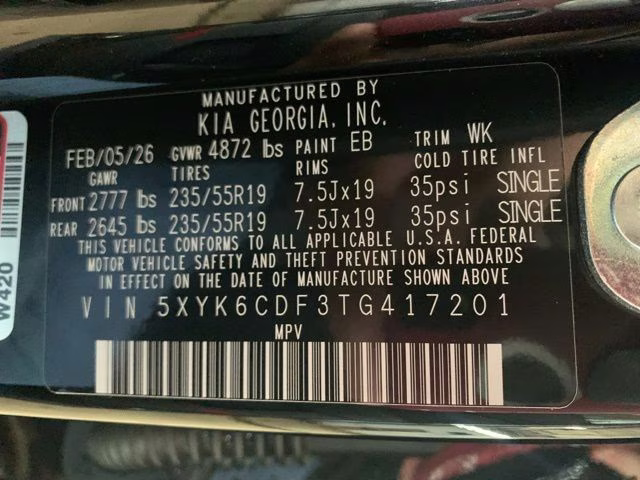 MANUFACTURED BY
KIA GEORGIA, INC.
FEB/05/26 GVWR 4872 lbs PAINT EB TRIM WK
GAWR TIRES RIMS COLD TIRE INFL
FRONT 2777 lbs 235/55R19 7.5Jx19 35psi SINGLE
REAR 2645 lbs 235/55R19 7.5Jx19 35psi SINGLE
THIS VEHICLE CONFORMS TO ALL APPLICABLE U.S.A. FEDERAL
MOTOR VEHICLE SAFETY AND THEFT PREVENTION STANDARDS
IN EFFECT ON THE DATE OF MANUFACTURE SHOWN ABOVE.
VIN 5XYK6CDF3TG417201
MPV
W420